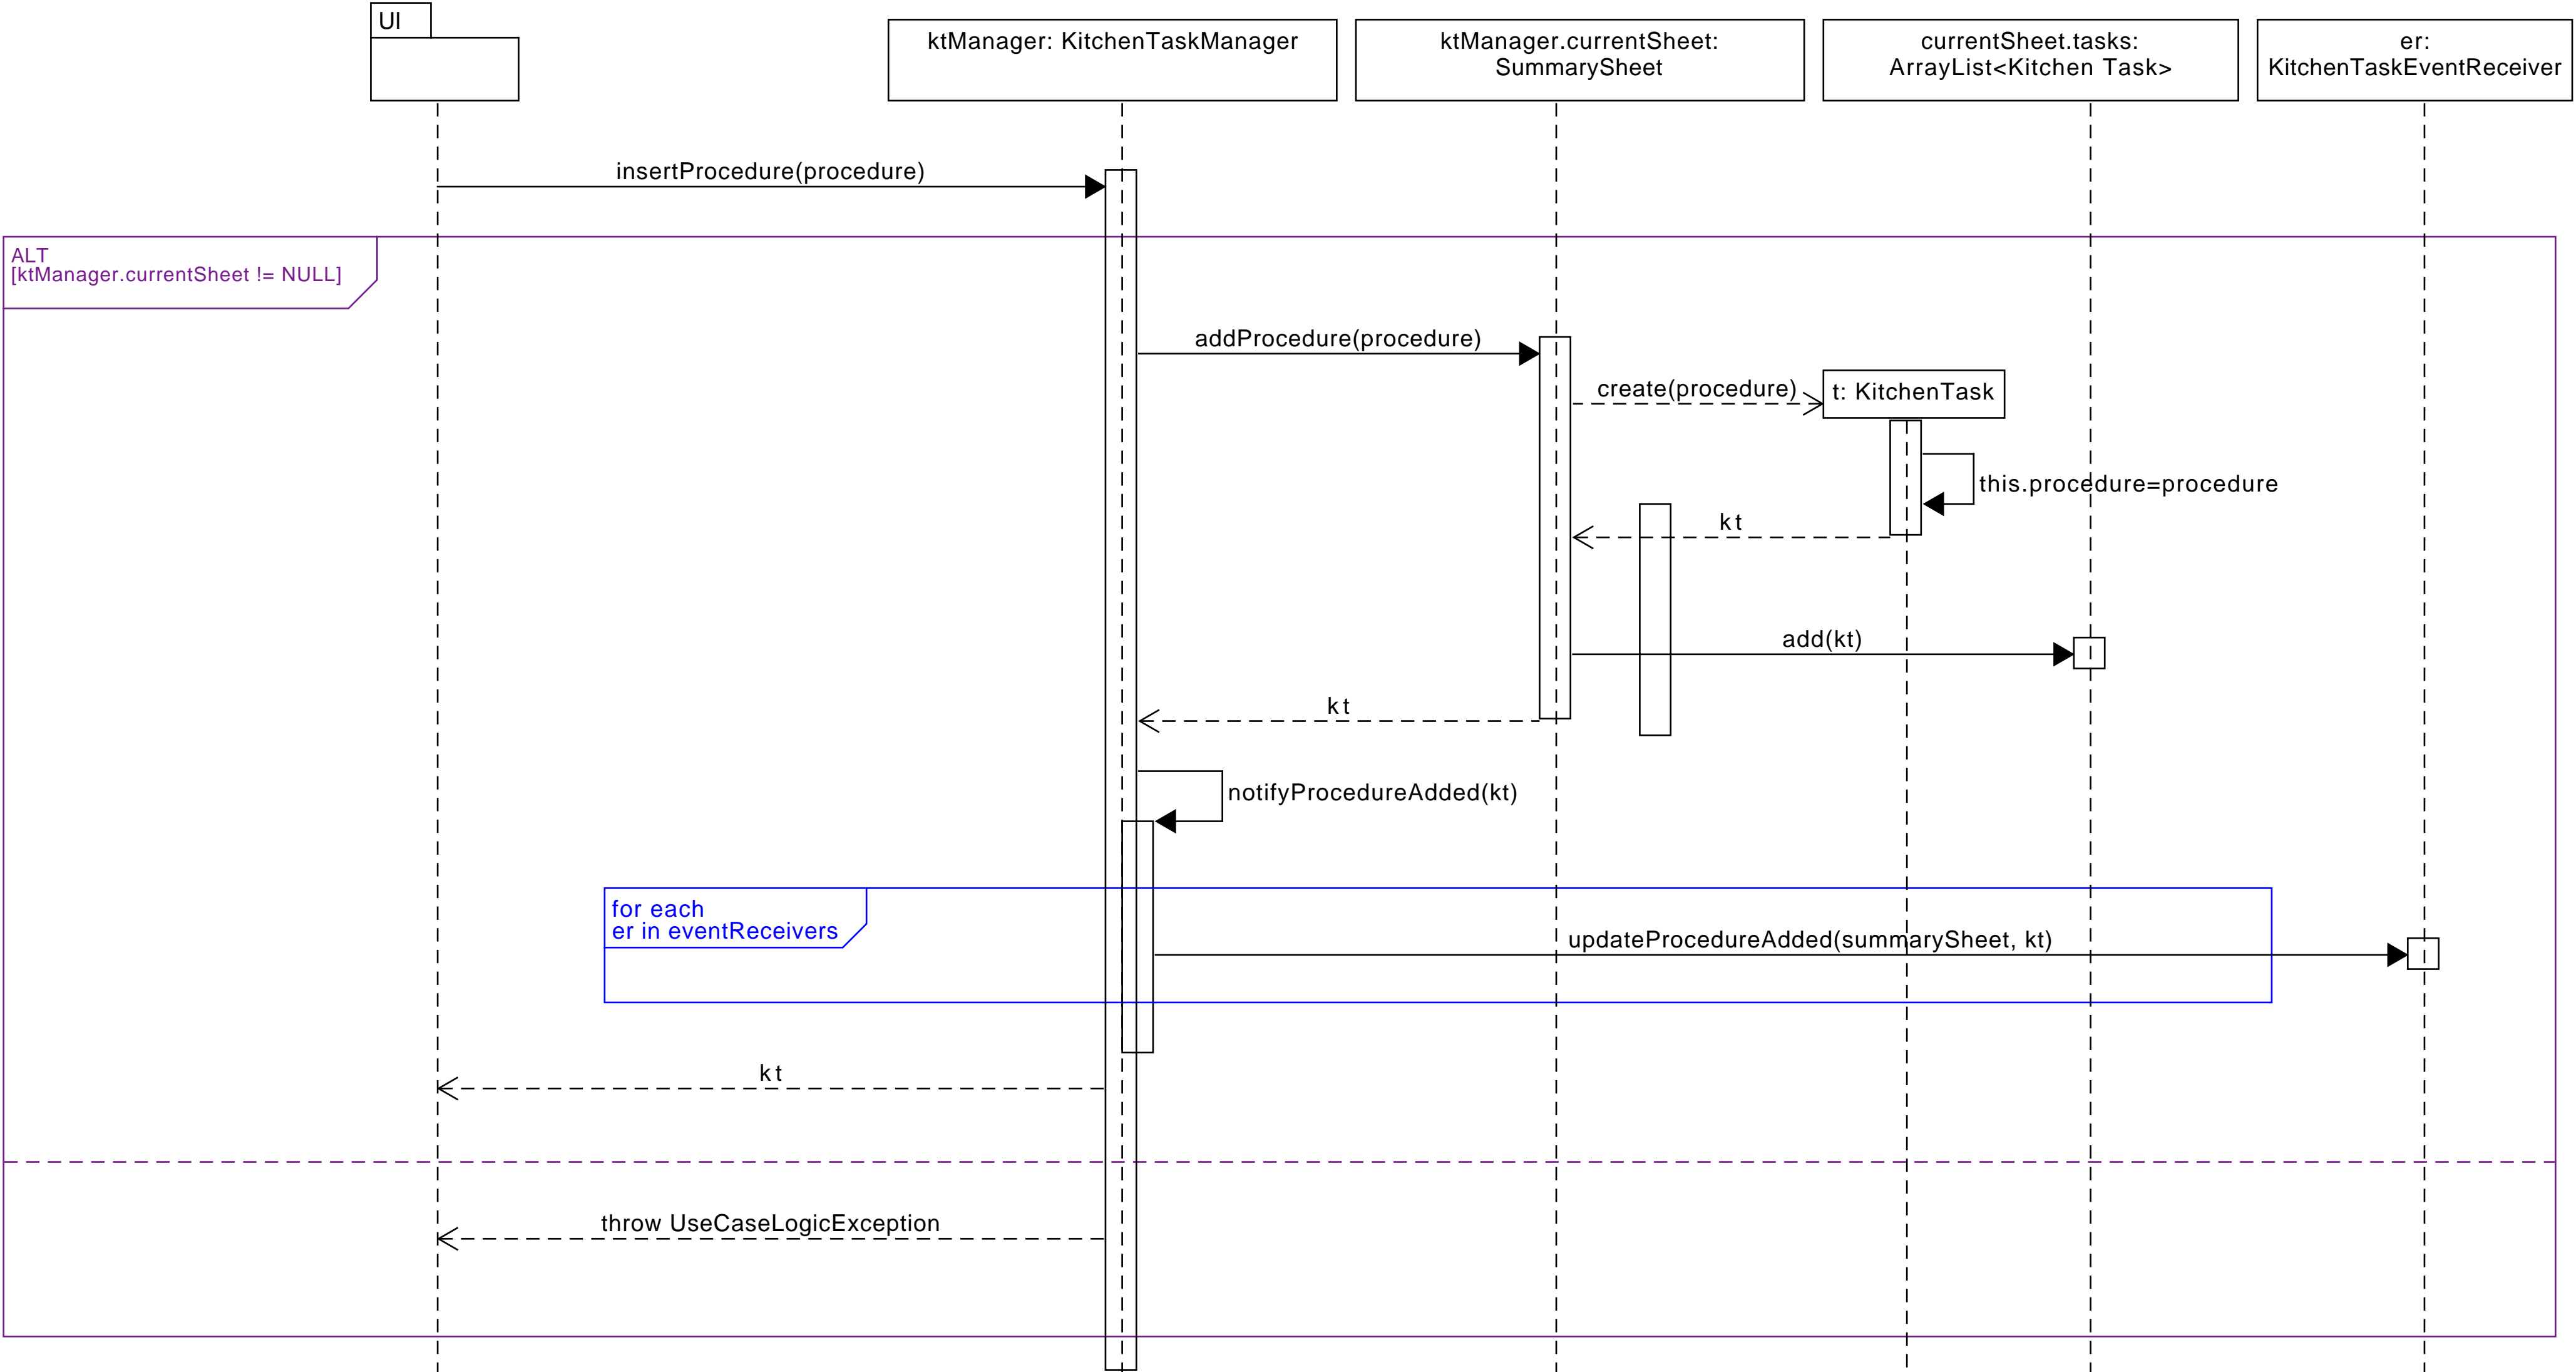 UI
ktManager: KitchenTaskManager
ktManager.currentSheet:
SummarySheet
currentSheet.tasks:
ArrayList<Kitchen Task>
er:
KitchenTaskEventReceiver
insertProcedure(procedure)
ALT
[ktManager.currentSheet != NULL]
addProcedure(procedure)
create(procedure)
t: KitchenTask
this.procedure=procedure
kt
add(kt)
kt
notifyProcedureAdded(kt)
for each
er in eventReceivers
updateProcedureAdded(summarySheet, kt)
kt
throw UseCaseLogicException